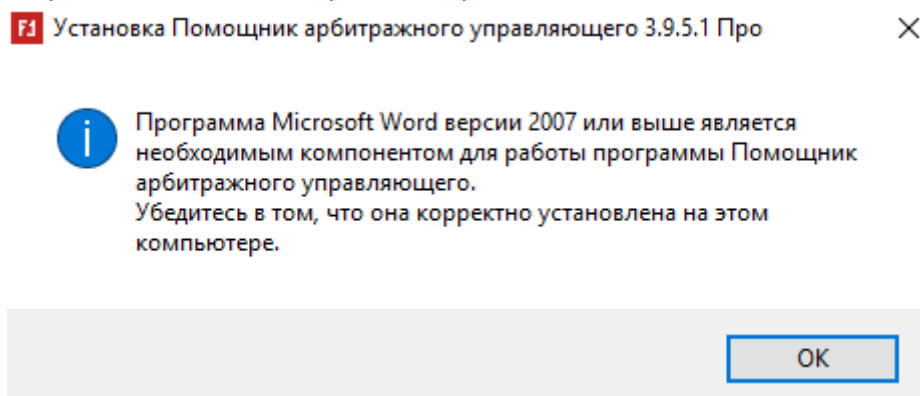 Установка Помощник арбитражного управляющего 3.9.5.1 Про
Программа Microsoft Word версии 2007 или выше является
необходимым компонентом для работы программы Помощник
арбитражного управляющего.
Убедитесь в том, что она корректно установлена на этом
компьютере.
OK